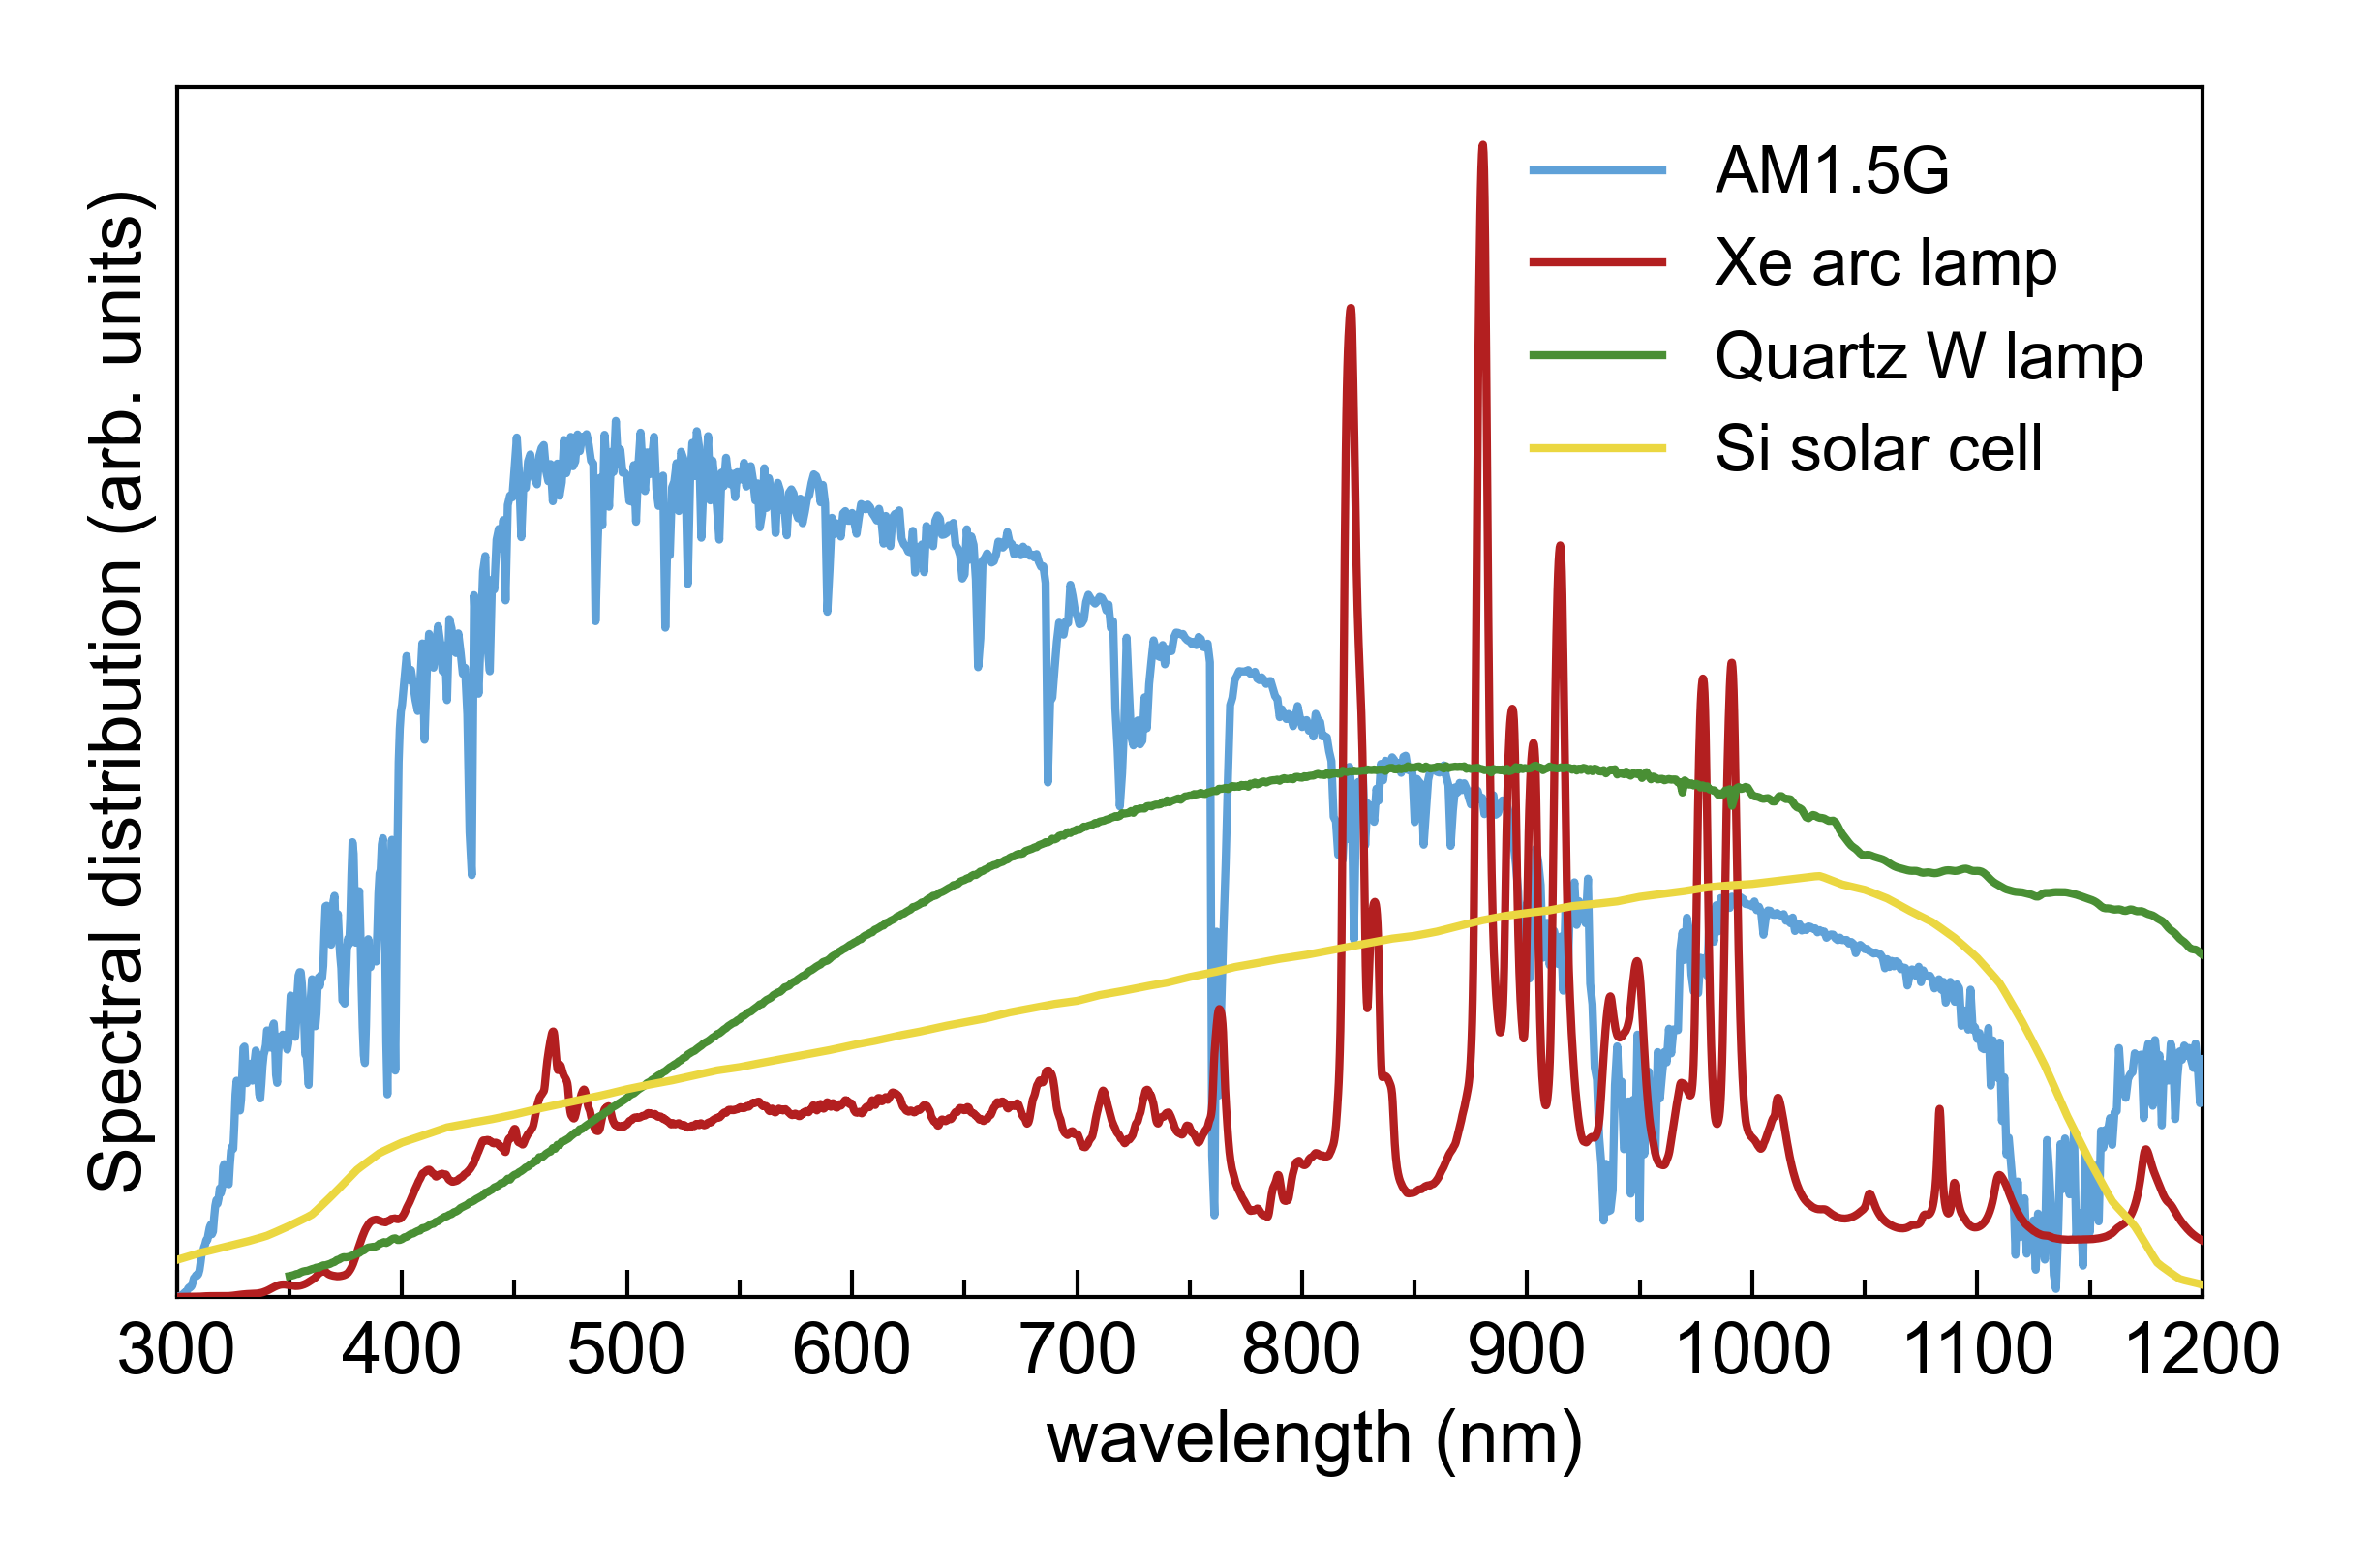 Spectral distribution (arb. units)
AM1.5G
Xe arc lamp
Quartz W lamp
Si solar cell
300 400 500 600 700 800 900 1000 1100 1200
wavelength (nm)